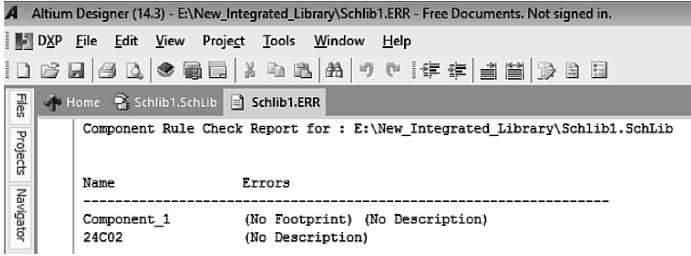 Altium Designer (14.3) - E:\New_Integrated_Library\Schlib1.ERR - Free Documents. Not signed in.
DXP File Edit View Project Tools Window Help
Home Schlib1.SchLib Schlib1.ERR
Files
Projects
Navigator
Component Rule Check Report for : E:\New_Integrated_Library\Schlib1.SchLib
Name Errors
--------------------------------------------------------------------------------
Component_1 (No Footprint) (No Description)
24C02 (No Description)